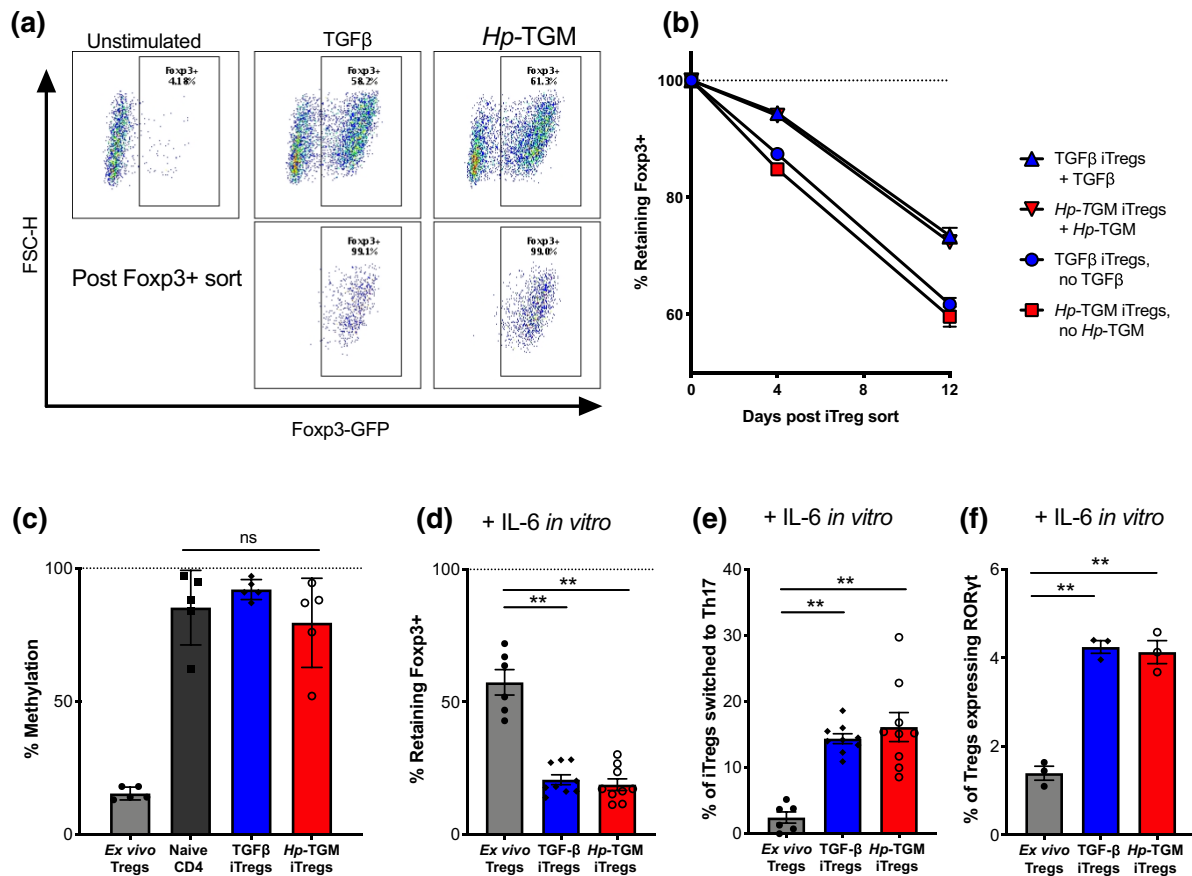 (a)
Unstimulated
TGFβ
Hp-TGM
Foxp3+
4.18%
Foxp3+
58.2%
Foxp3+
61.3%
Post Foxp3+ sort
Foxp3+
99.1%
Foxp3+
99.0%
FSC-H
Foxp3-GFP
(b)
% Retaining Foxp3+
100
80
60
0
4
8
12
Days post iTreg sort
TGFβ iTregs
+ TGFβ
Hp-TGM iTregs
+ Hp-TGM
TGFβ iTregs,
no TGFβ
Hp-TGM iTregs,
no Hp-TGM
(c)
ns
% Methylation
100
50
0
Ex vivo
Tregs
Naive
CD4
TGFβ
iTregs
Hp-TGM
iTregs
(d)
+ IL-6 in vitro
**
**
% Retaining Foxp3+
100
50
0
Ex vivo
Tregs
TGF-β
iTregs
Hp-TGM
iTregs
(e)
+ IL-6 in vitro
**
**
% of iTregs switched to Th17
40
30
20
10
0
Ex vivo
Tregs
TGF-β
iTregs
Hp-TGM
iTregs
(f)
+ IL-6 in vitro
**
**
% of Tregs expressing RORγt
6
4
2
0
Ex vivo
Tregs
TGF-β
iTregs
Hp-TGM
iTregs